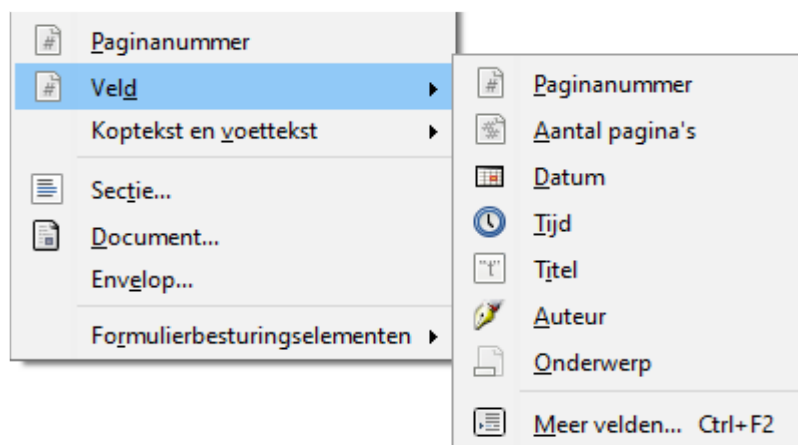 Paginanummer
Veld
Koptekst en voettekst
Sectie...
Document...
Envelop...
Formulierbesturingselementen
Paginanummer
Aantal pagina's
Datum
Tijd
Titel
Auteur
Onderwerp
Meer velden... Ctrl+F2